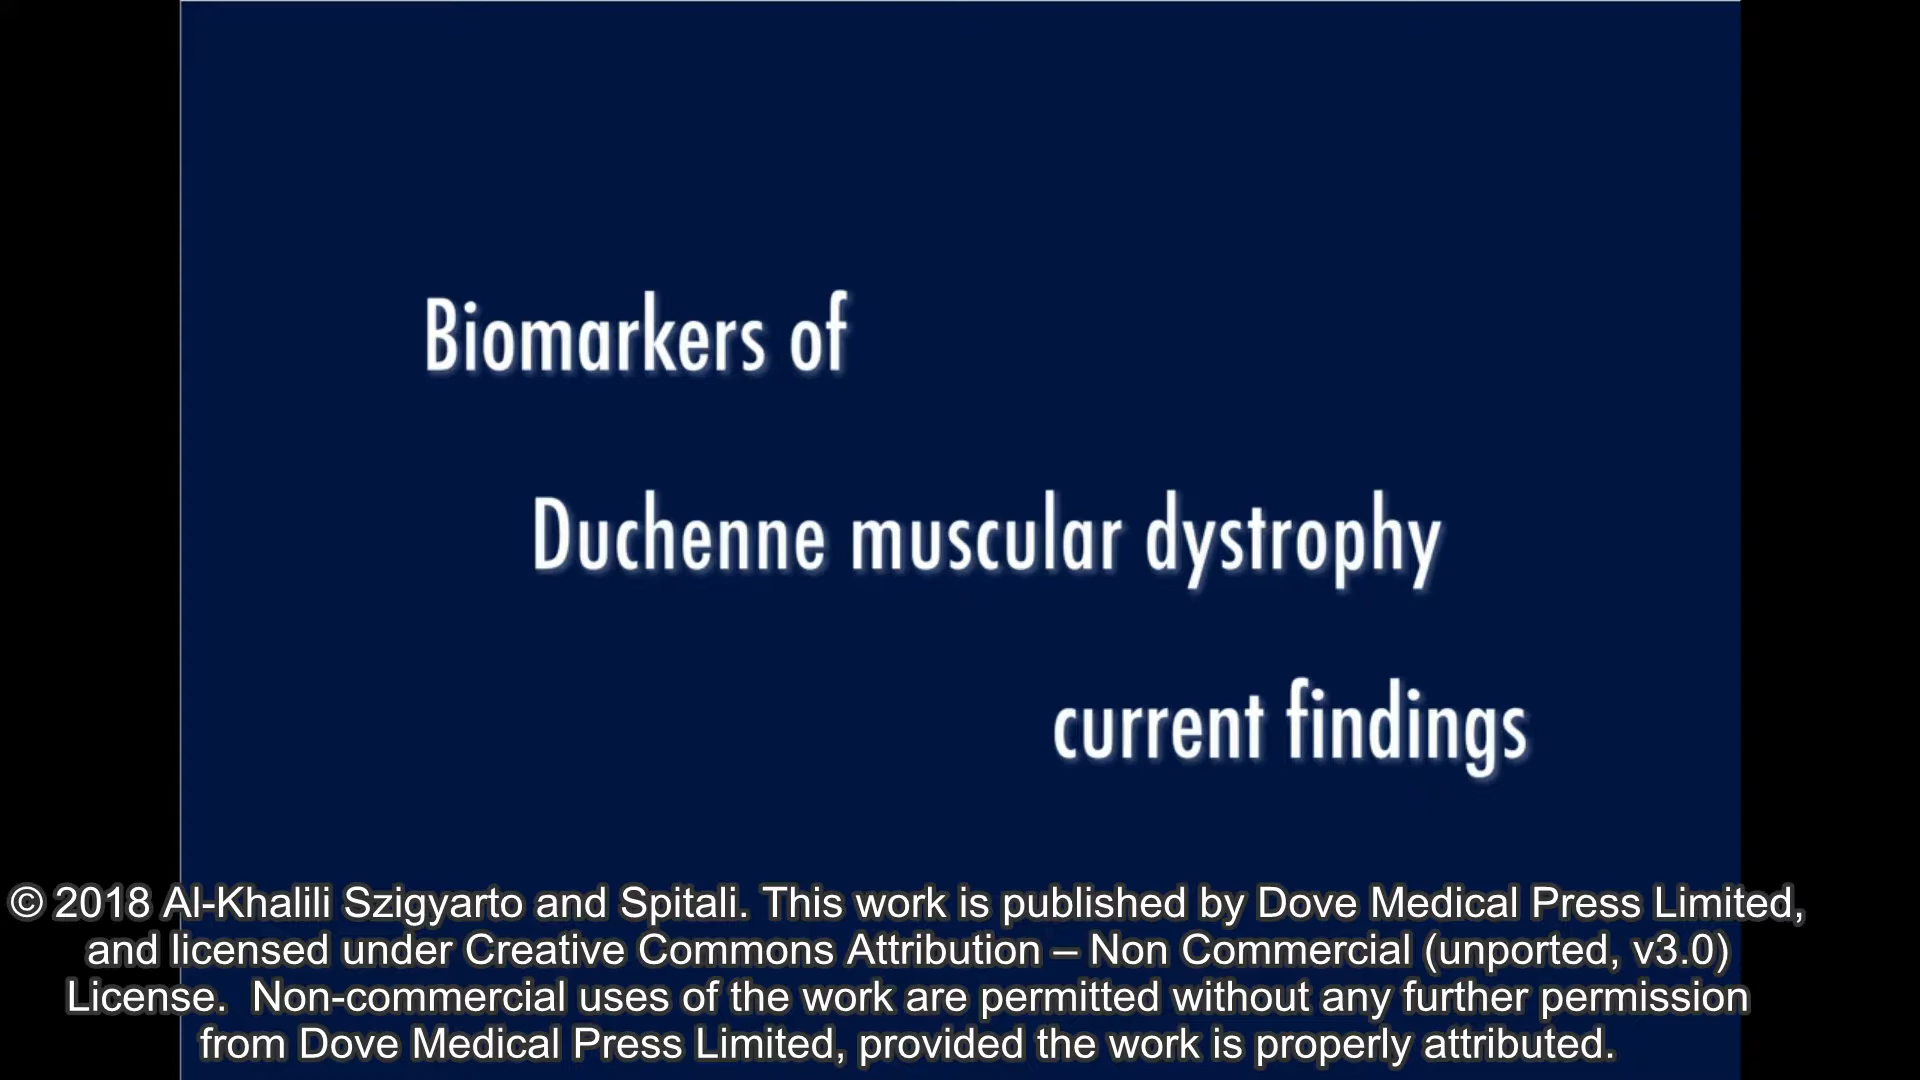 Biomarkers of
Duchenne muscular dystrophy
current findings
© 2018 Al-Khalili Szigyarto and Spitali. This work is published by Dove Medical Press Limited,
and licensed under Creative Commons Attribution – Non Commercial (unported, v3.0)
License.  Non-commercial uses of the work are permitted without any further permission
from Dove Medical Press Limited, provided the work is properly attributed.